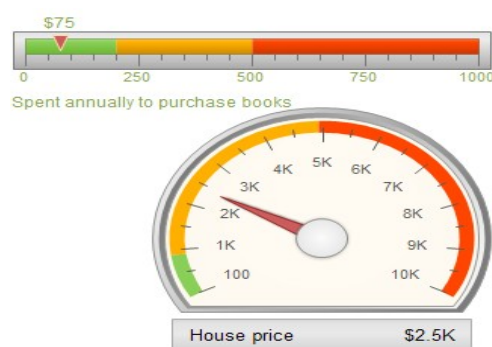 $75
0 250 500 750 1000
Spent annually to purchase books
100 1K 2K 3K 4K 5K 6K 7K 8K 9K 10K
House price $2.5K